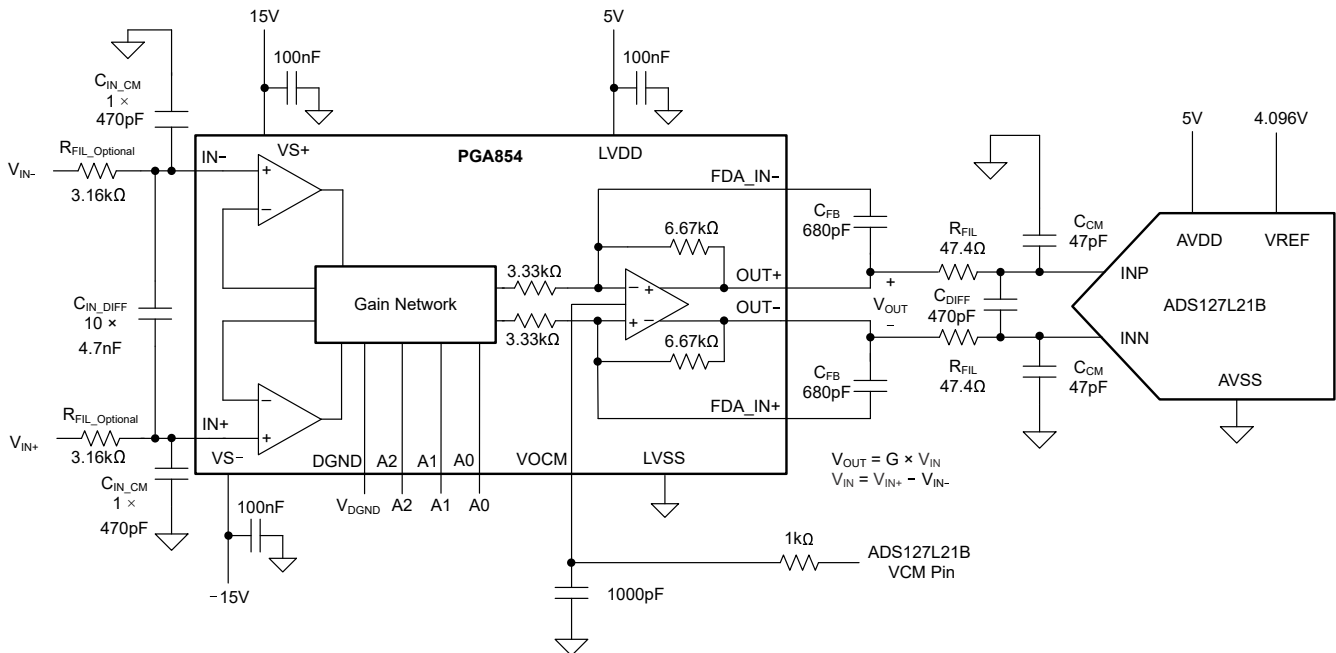 15V
5V
100nF
100nF
C_IN_CM
1 ×
470pF
5V
4.096V
R_FIL_Optional
IN−
VS+
PGA854
LVDD
V_IN−
3.16kΩ
FDA_IN−
C_FB
680pF
6.67kΩ
R_FIL
47.4Ω
C_CM
47pF
AVDD
VREF
3.33kΩ
OUT+
INP
Gain Network
+
V_OUT
−
C_DIFF
470pF
ADS127L21B
C_IN_DIFF
10 ×
4.7nF
3.33kΩ
OUT−
INN
6.67kΩ
R_FIL
47.4Ω
C_CM
47pF
C_FB
680pF
AVSS
R_FIL_Optional
IN+
FDA_IN+
V_IN+
3.16kΩ
VS−
DGND
A2
A1
A0
VOCM
LVSS
V_OUT = G × V_IN
V_IN = V_IN+ − V_IN−
C_IN_CM
1 ×
470pF
100nF
V_DGND
A2
A1
A0
1kΩ
ADS127L21B
VCM Pin
−15V
1000pF